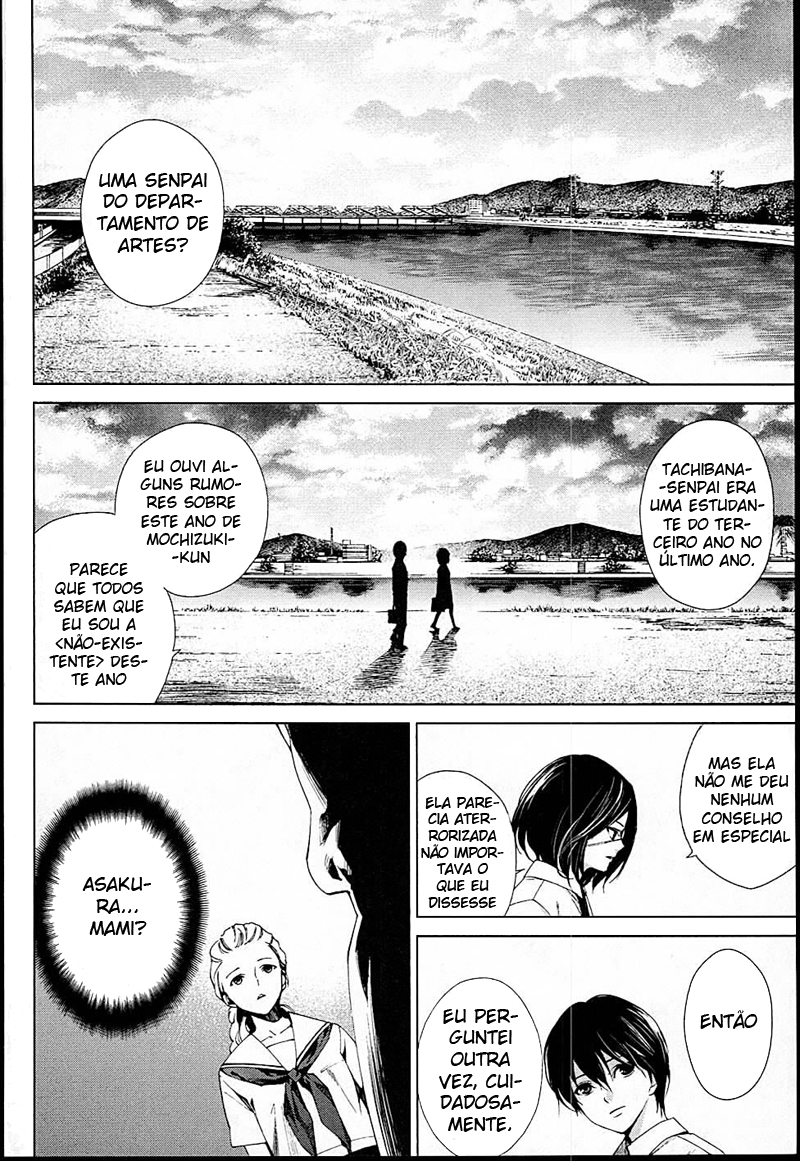 UMA SENPAI
DO DEPAR-
TAMENTO DE
ARTES?
TACHIBANA-
-SENPAI ERA
UMA ESTUDAN-
TE DO TER-
CEIRO ANO NO
ÚLTIMO ANO.
EU OUVI AL-
GUNS RUMO-
RES SOBRE
ESTE ANO DE
MOCHIZUKI-
-KUN
PARECE
QUE TODOS
SABEM QUE
EU SOU A
<NÃO-EXIS-
TENTE> DES-
TE ANO
MAS ELA
NÃO ME DEU
NENHUM
CONSELHO
EM ESPECIAL
ELA PARE-
CIA ATER-
RORIZADA
NÃO IMPOR-
TAVA O
QUE EU
DISSESSE
ENTÃO
EU PER-
GUNTEI
OUTRA
VEZ, CUI-
DADOSA-
MENTE.
ASAKU-
RA...
MAMI?